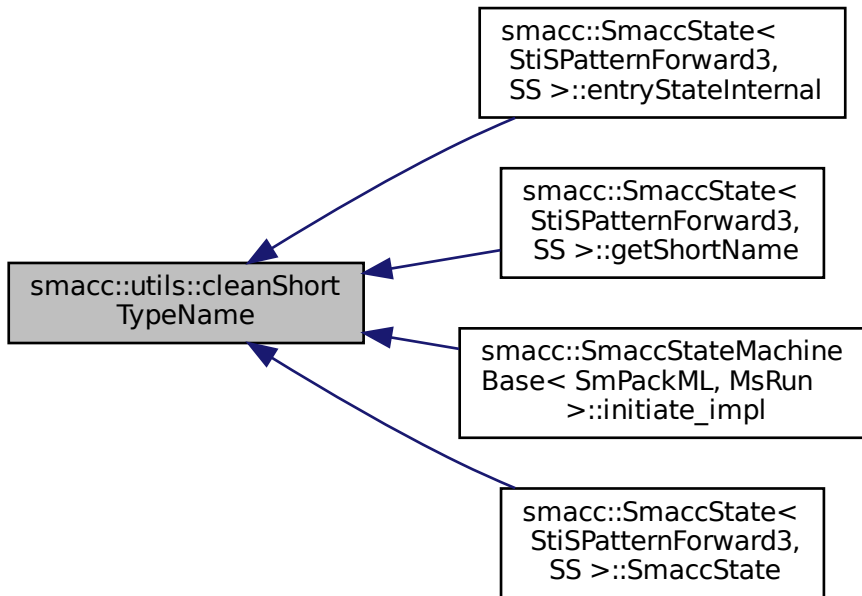 smacc::SmaccState<
StiSPatternForward3,
SS >::entryStateInternal
smacc::SmaccState<
StiSPatternForward3,
SS >::getShortName
smacc::utils::cleanShort
TypeName
smacc::SmaccStateMachine
Base< SmPackML, MsRun
>::initiate_impl
smacc::SmaccState<
StiSPatternForward3,
SS >::SmaccState